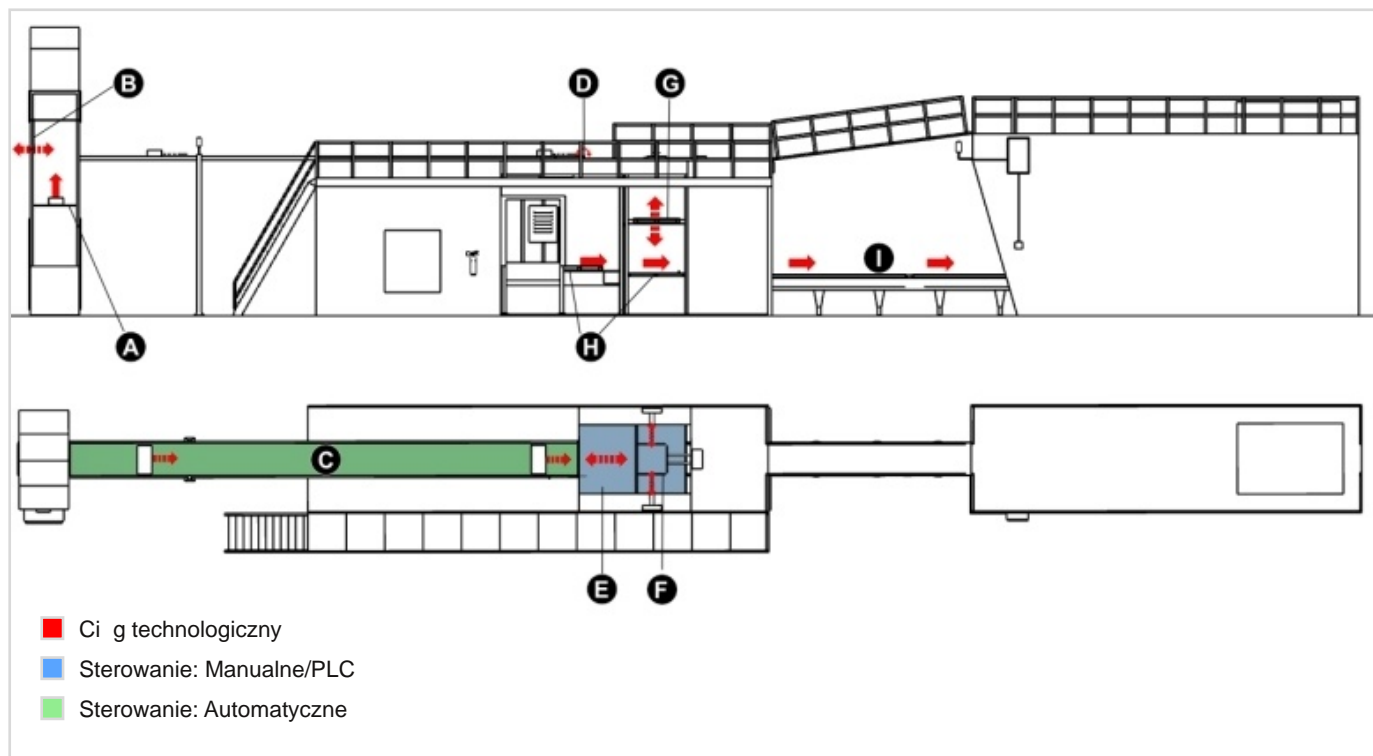 B
D
G
I
A
H
C
E
F
Ci g technologiczny
Sterowanie: Manualne/PLC
Sterowanie: Automatyczne